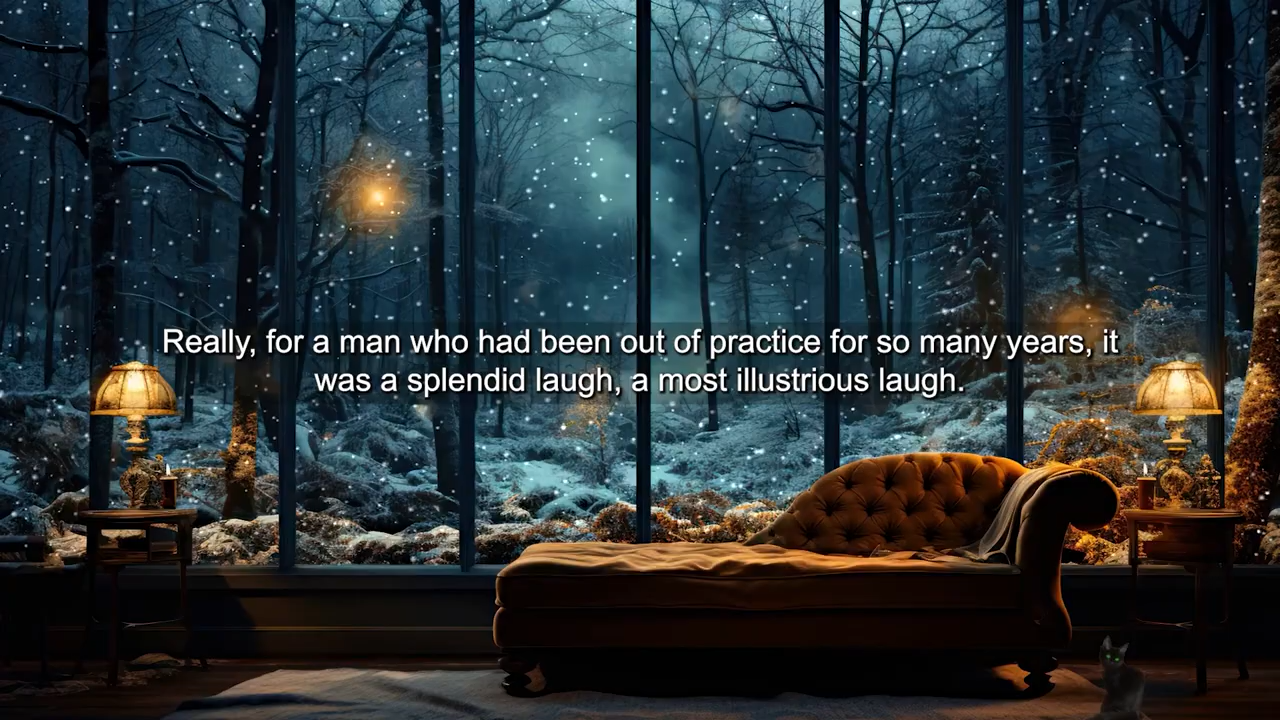 Really, for a man who had been out of practice for so many years, it
was a splendid laugh, a most illustrious laugh.